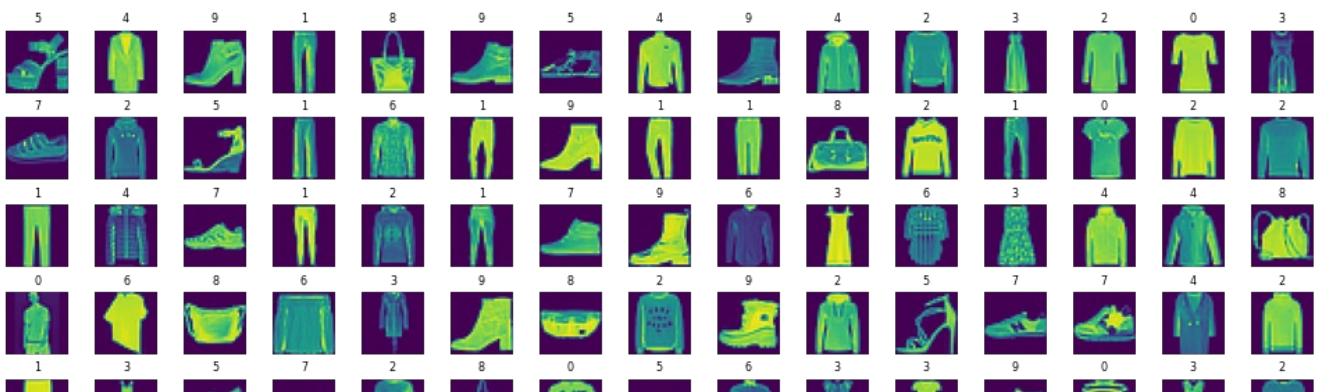 5 4 9 1 8 9 5 4 9 4 2 3 2 0 3
7 2 5 1 6 1 9 1 1 8 2 1 0 2 2
1 4 7 1 2 1 7 9 6 3 6 3 4 4 8
0 6 8 6 3 9 8 2 9 2 5 7 7 4 2
1 3 5 7 2 8 0 5 6 3 3 9 0 3 2